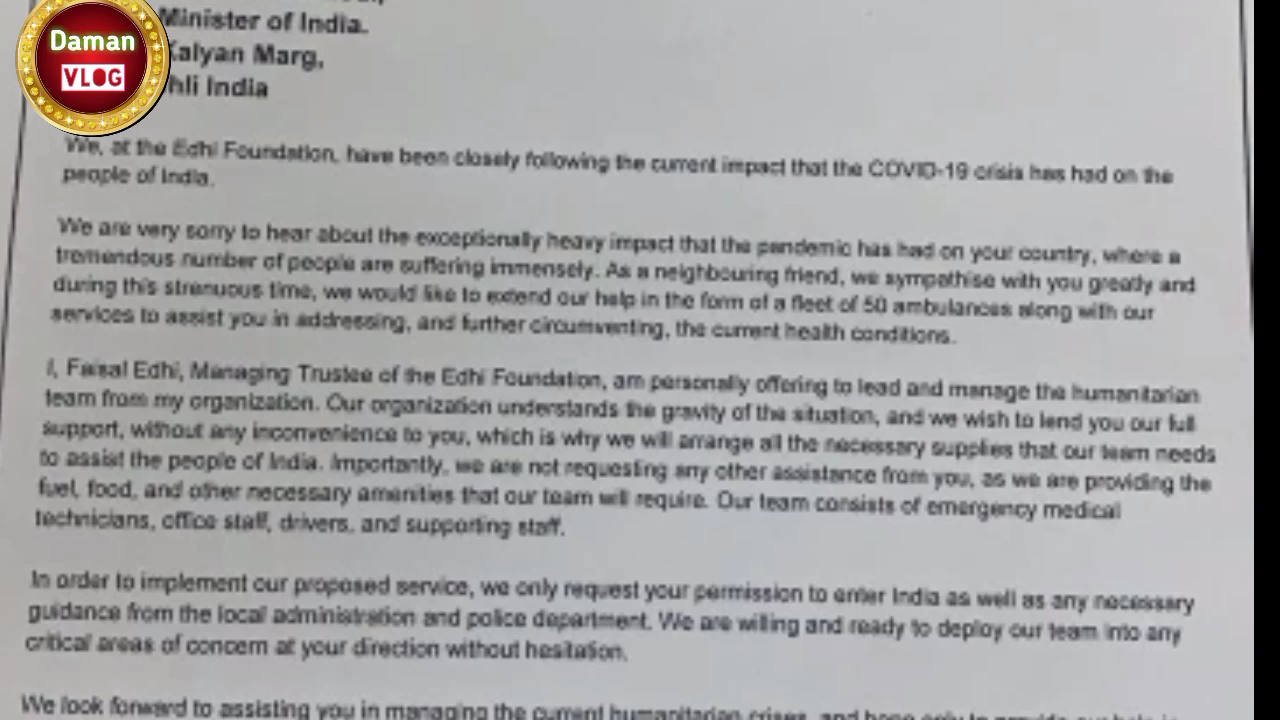 Minister of India.
Kalyan Marg,
hli India
Daman
VLOG
We, at the Edhi Foundation, have been closely following the current impact that the COVID-19 crisis has had on the
people of India.
We are very sorry to hear about the exceptionally heavy impact that the pandemic has had on your country, where a
tremendous number of people are suffering immensely. As a neighbouring friend, we sympathise with you greatly and
during this strenuous time, we would like to extend our help in the form of a fleet of 50 ambulances along with our
services to assist you in addressing, and further circumventing, the current health conditions.
I, Faisal Edhi, Managing Trustee of the Edhi Foundation, am personally offering to lead and manage the humanitarian
team from my organization. Our organization understands the gravity of the situation, and we wish to lend you our full
support, without any inconvenience to you, which is why we will arrange all the necessary supplies that our team needs
to assist the people of India. Importantly, we are not requesting any other assistance from you, as we are providing the
fuel, food, and other necessary amenities that our team will require. Our team consists of emergency medical
technicians, office staff, drivers, and supporting staff.
In order to implement our proposed service, we only request your permission to enter India as well as any necessary
guidance from the local administration and police department. We are willing and ready to deploy our team into any
critical areas of concern at your direction without hesitation.
We look forward to assisting you in managing the current humanitarian crises, and hope only to provide our help in